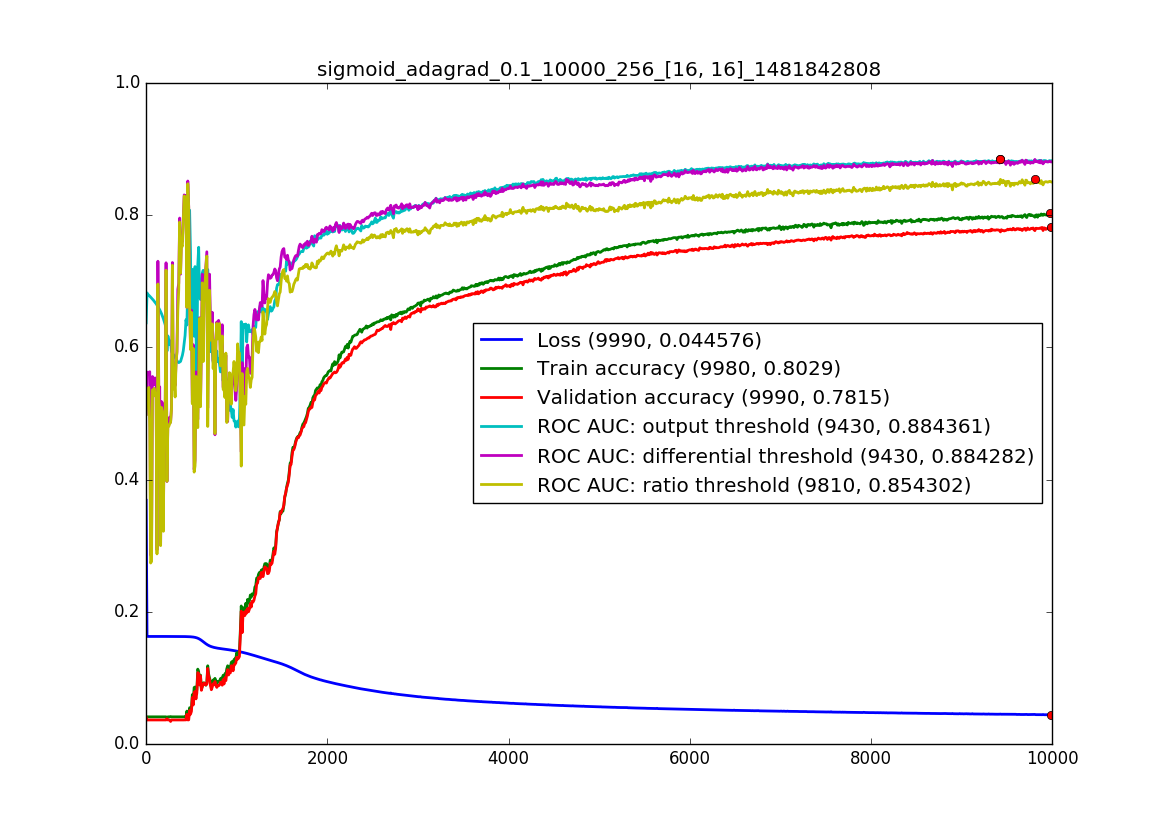 sigmoid_adagrad_0.1_10000_256_[16, 16]_1481842808
1.0
0.8
0.6
0.4
0.2
0.0
Loss (9990, 0.044576)
Train accuracy (9980, 0.8029)
Validation accuracy (9990, 0.7815)
ROC AUC: output threshold (9430, 0.884361)
ROC AUC: differential threshold (9430, 0.884282)
ROC AUC: ratio threshold (9810, 0.854302)
0 2000 4000 6000 8000 10000